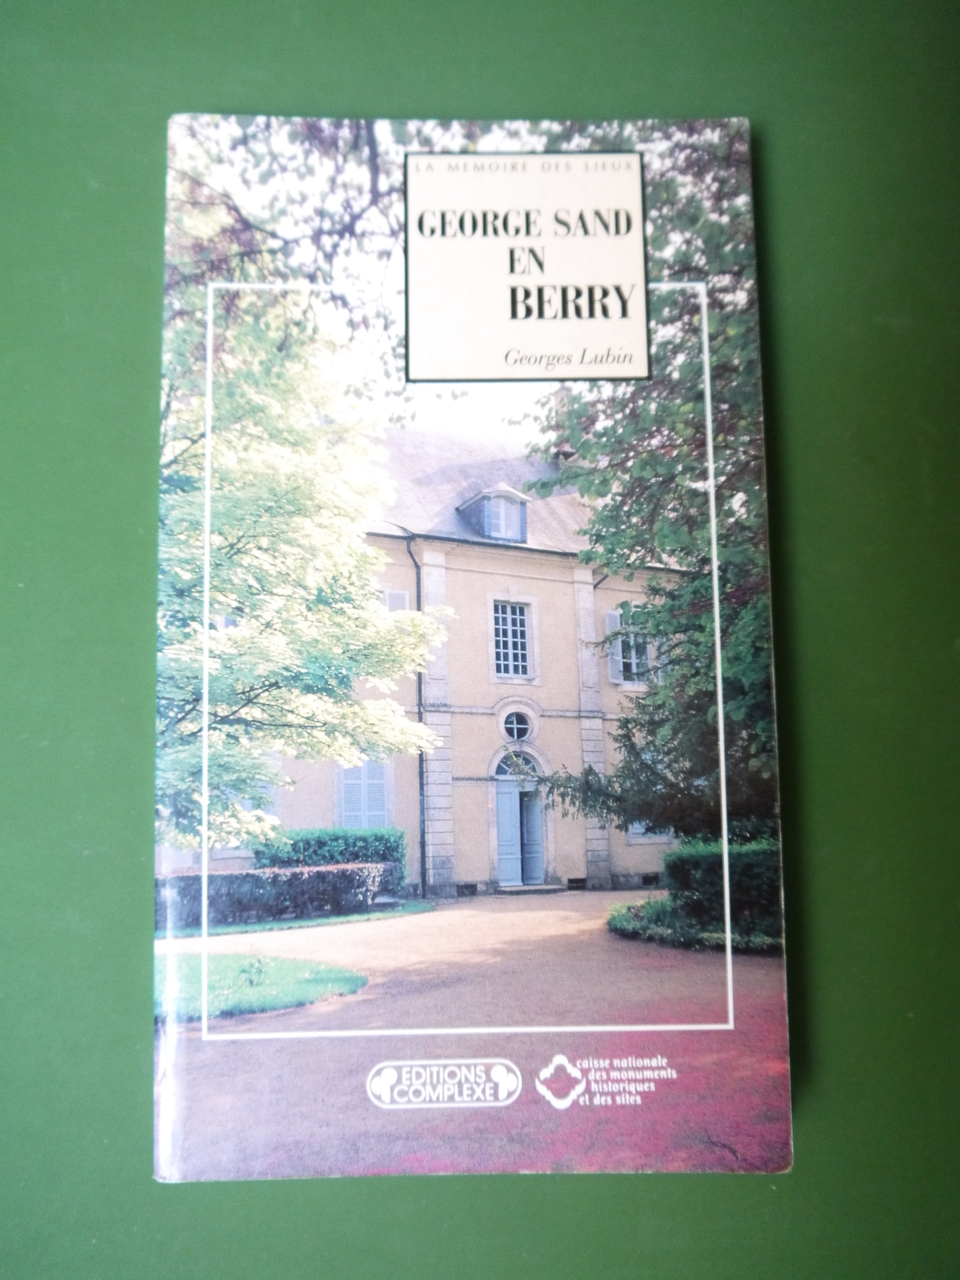 LA MEMOIRE DES LIEUX
GEORGE SAND
EN
BERRY
Georges Lubin
EDITIONS
COMPLEXE
caisse nationale
des monuments
historiques
et des sites